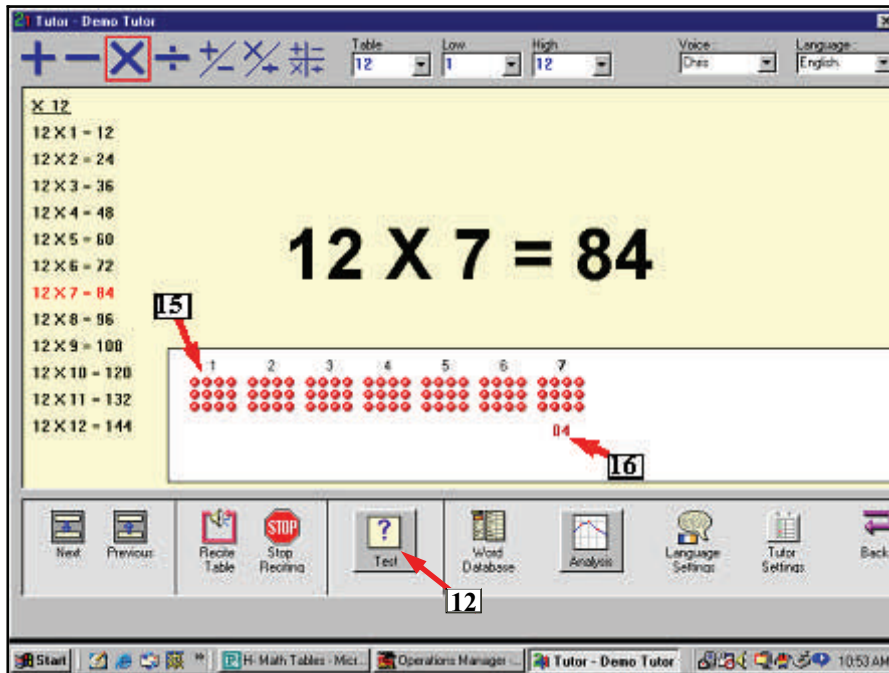 Tutor - Demo Tutor
Table Low High Voice: Language:
12 1 12 Chris English
X 12
12 X 1 = 12
12 X 2 = 24
12 X 3 = 36
12 X 4 = 48
12 X 5 = 60
12 X 6 = 72
12 X 7 = 84
12 X 8 = 96
12 X 9 = 108
12 X 10 = 120
12 X 11 = 132
12 X 12 = 144
12 X 7 = 84
15
1 2 3 4 5 6 7
84
16
Next Previous Recite Table STOP Stop Reciting ? Test Word Database Analysis Language Settings Tutor Settings Back
12
Start H- Math Tables - Micr... Operations Manager -... Tutor - Demo Tutor 10:53 AM